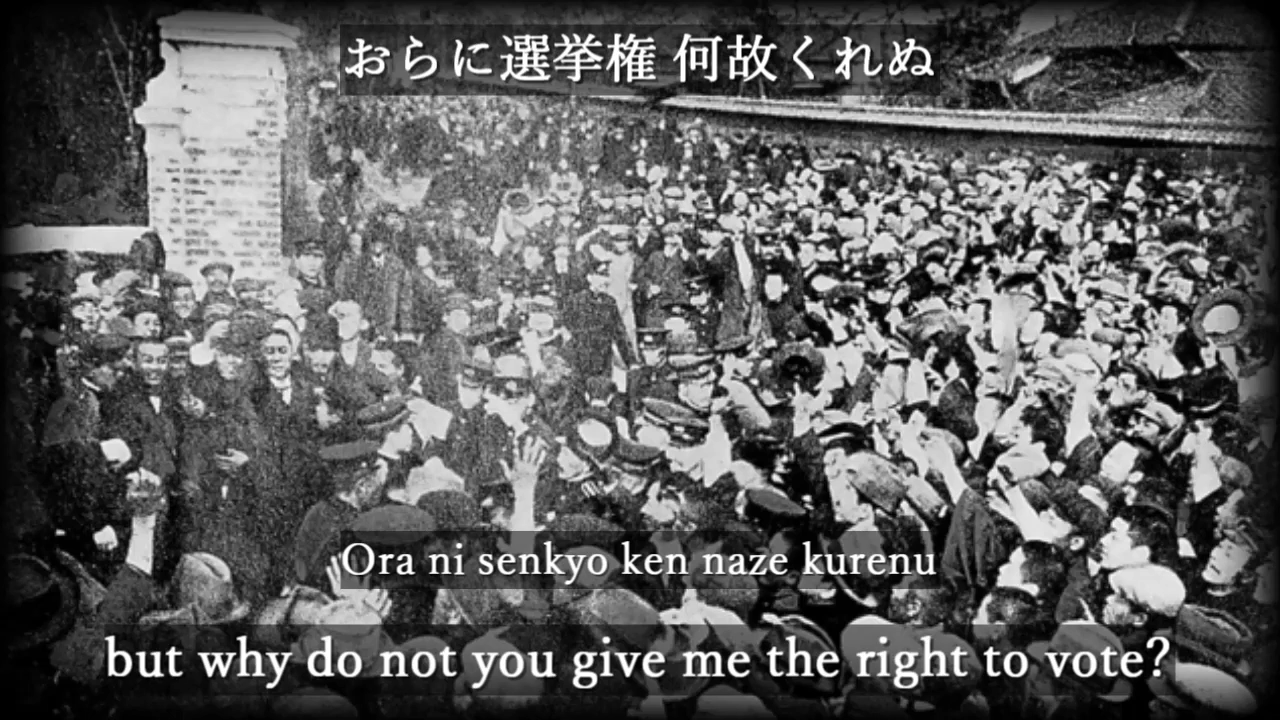 おらに選挙権 何故くれぬ
Ora ni senkyo ken naze kurenu
but why do not you give me the right to vote?